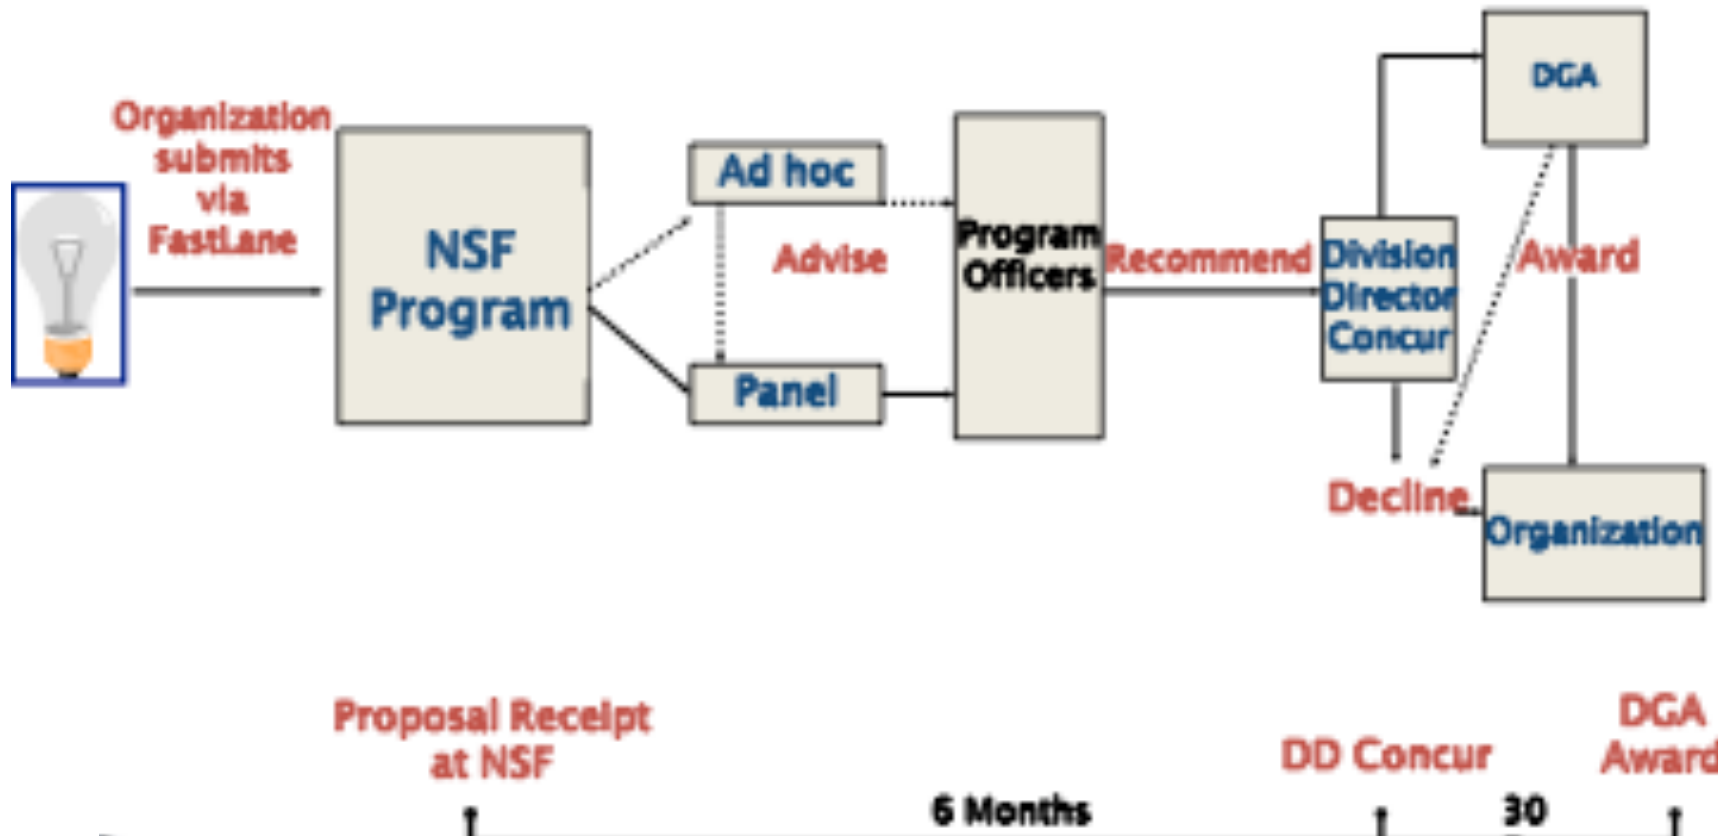 Organization
submits
via
FastLane
NSF
Program
Ad hoc
Advise
Panel
Program
Officers
Recommend
Division
Director
Concur
DGA
Award
Decline
Organization
Proposal Receipt
at NSF
6 Months
DD Concur
30
DGA
Award